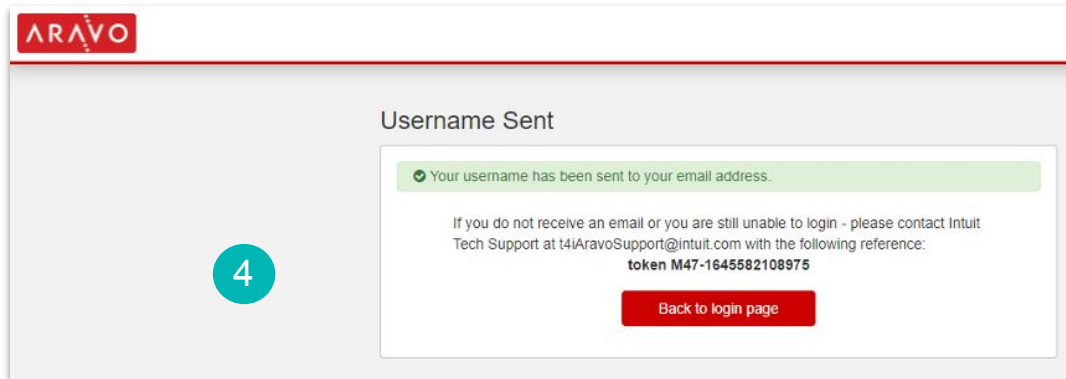 ARAVO
Username Sent
Your username has been sent to your email address.
If you do not receive an email or you are still unable to login - please contact Intuit
Tech Support at t4iAravoSupport@intuit.com with the following reference:
token M47-1645582108975
4
Back to login page